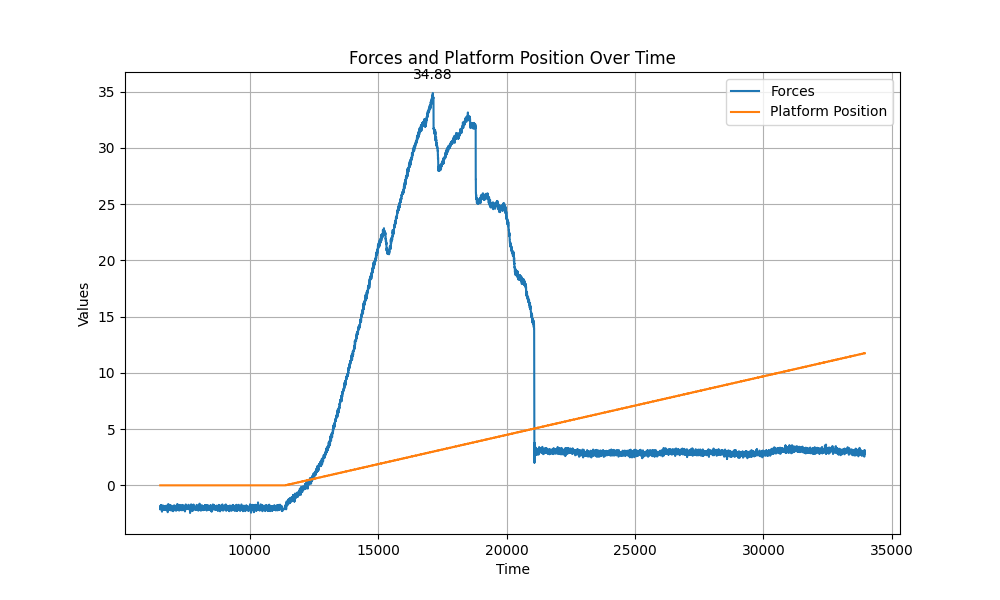 Forces and Platform Position Over Time
34.88
Forces
Platform Position
Values
35
30
25
20
15
10
5
0
10000 15000 20000 25000 30000 35000
Time